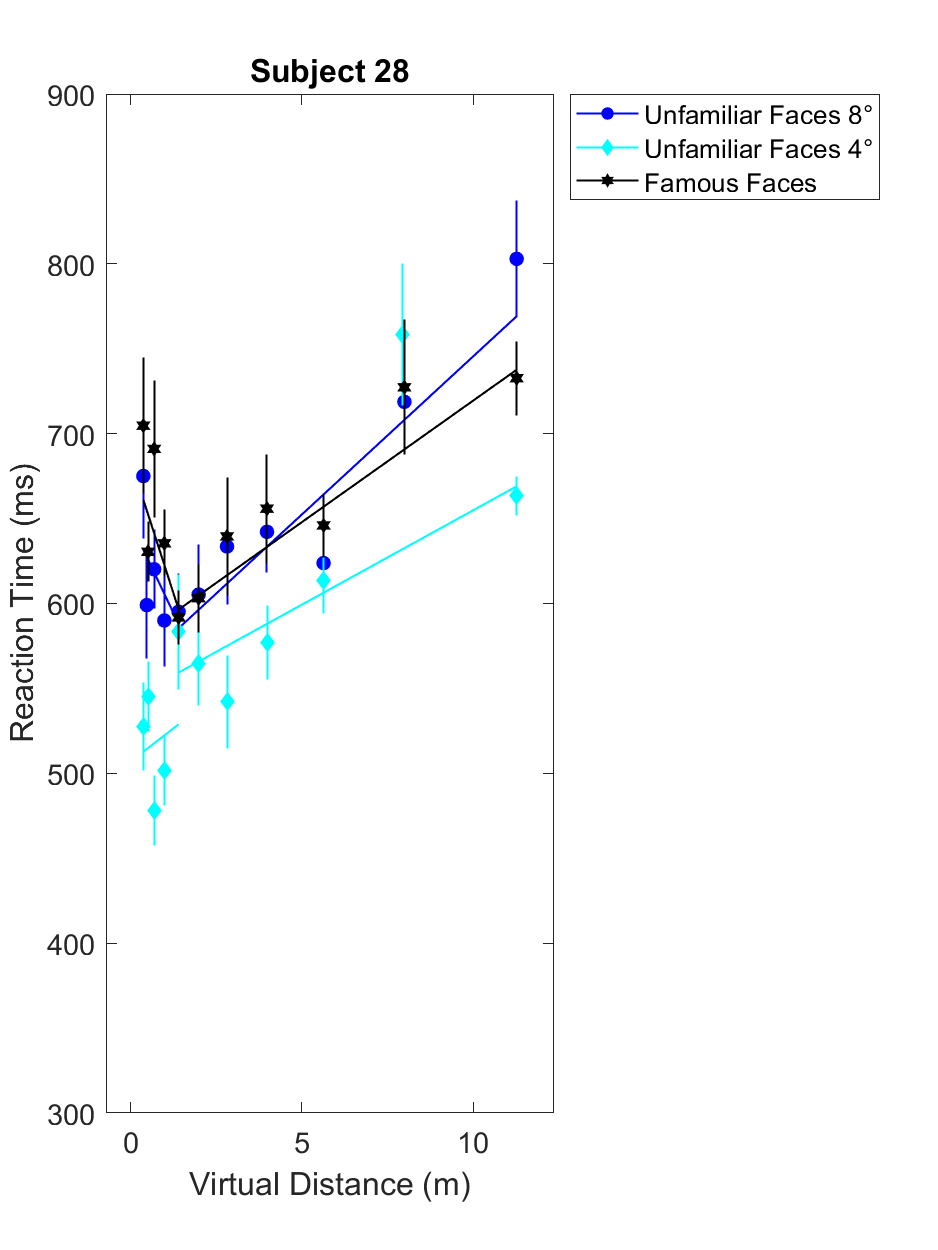 Subject 28
900
800
700
600
500
400
300
0 5 10
Reaction Time (ms)
Virtual Distance (m)
Unfamiliar Faces 8°
Unfamiliar Faces 4°
Famous Faces